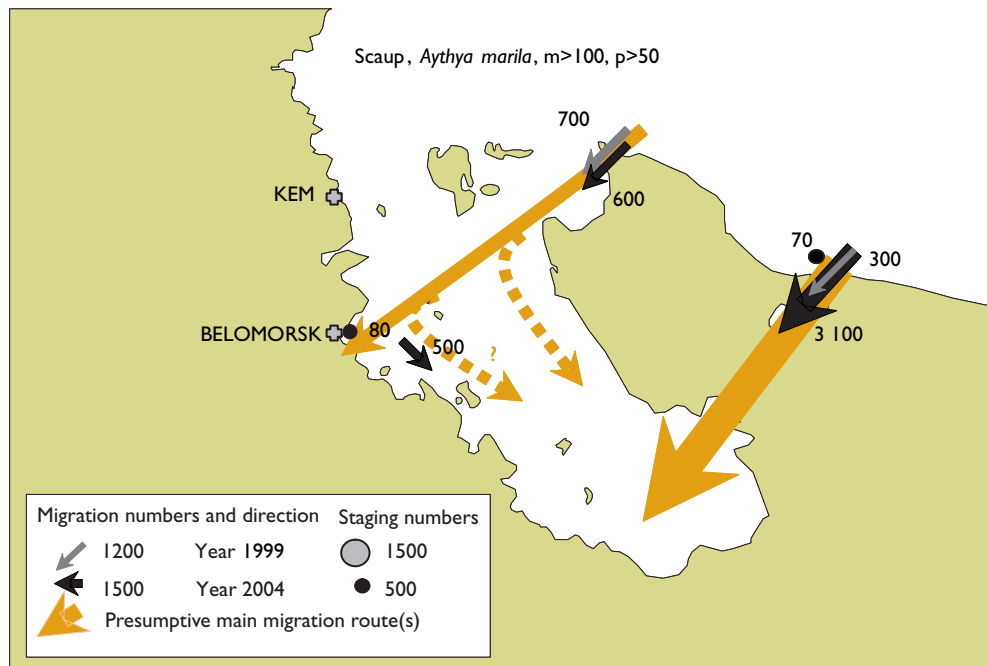 Scaup, Aythya marila, m>100, p>50
700
600
KEM
70
300
3 100
BELOMORSK
80
500
?
Migration numbers and direction Staging numbers
1200 Year 1999 1500
1500 Year 2004 500
Presumptive main migration route(s)